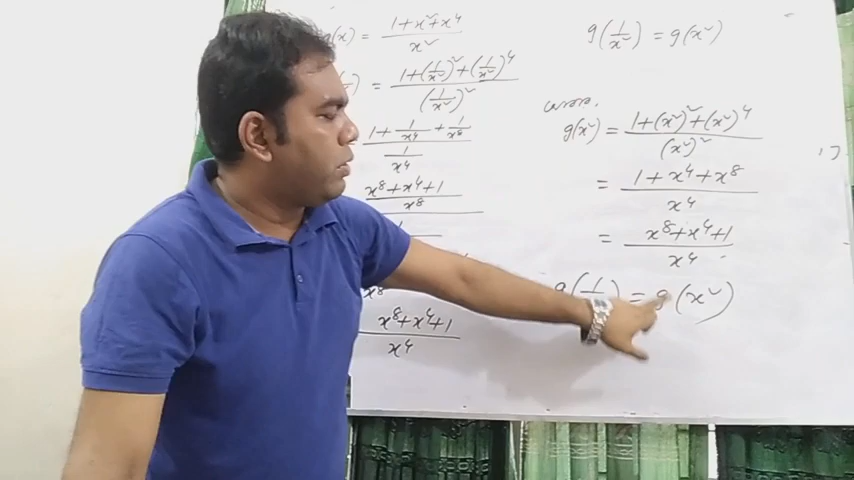 g(x) = (1+x²+x⁴)/x²
= (1+(1/x²)²+(1/x²)⁴)/(1/x²)²
= (1+1/x⁴+1/x⁸)/(1/x⁴)
(x⁸+x⁴+1)/x⁸
1
x⁸
(x⁸+x⁴+1)/x⁴
g(1/x²) = g(x²)
g(x²) = (1+(x²)²+(x²)⁴)/(x²)²
= (1+x⁴+x⁸)/x⁴
= (x⁸+x⁴+1)/x⁴
= g(x²)